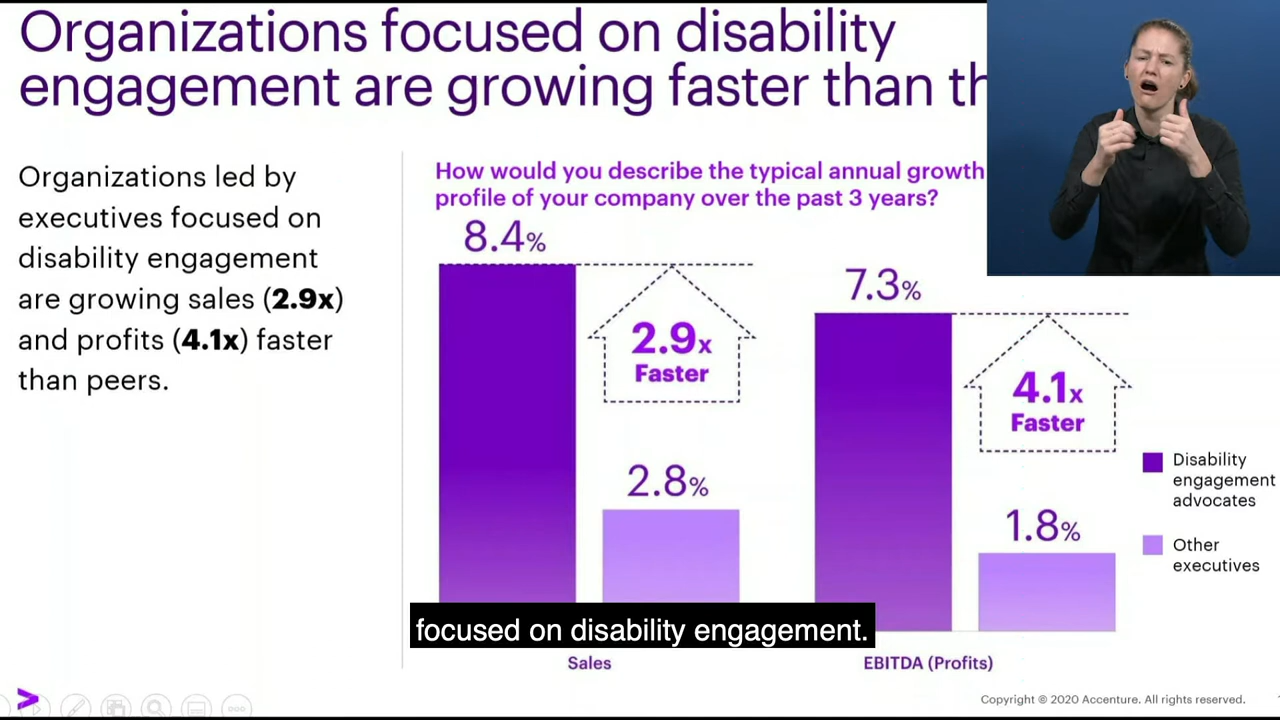 Organizations focused on disability
engagement are growing faster than th
Organizations led by
executives focused on
disability engagement
are growing sales (2.9x)
and profits (4.1x) faster
than peers.
How would you describe the typical annual growth
profile of your company over the past 3 years?
8.4%
2.9x
Faster
2.8%
7.3%
4.1x
Faster
1.8%
Disability
engagement
advocates
Other
executives
focused on disability engagement.
Sales
EBITDA (Profits)
Copyright © 2020 Accenture. All rights reserved.